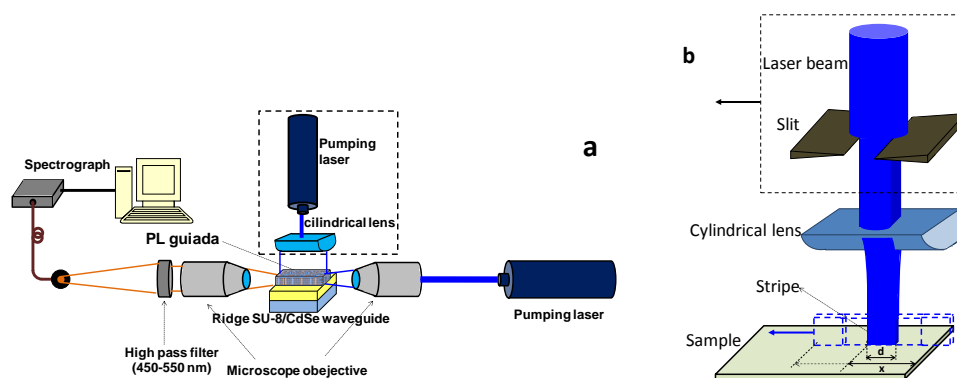 a
Pumping
laser
Spectrograph
cilindrical lens
PL guiada
Ridge SU-8/CdSe waveguide
Pumping laser
High pass filter
(450-550 nm)
Microscope obejective
b
Laser beam
Slit
Cylindrical lens
Stripe
Sample
d
x